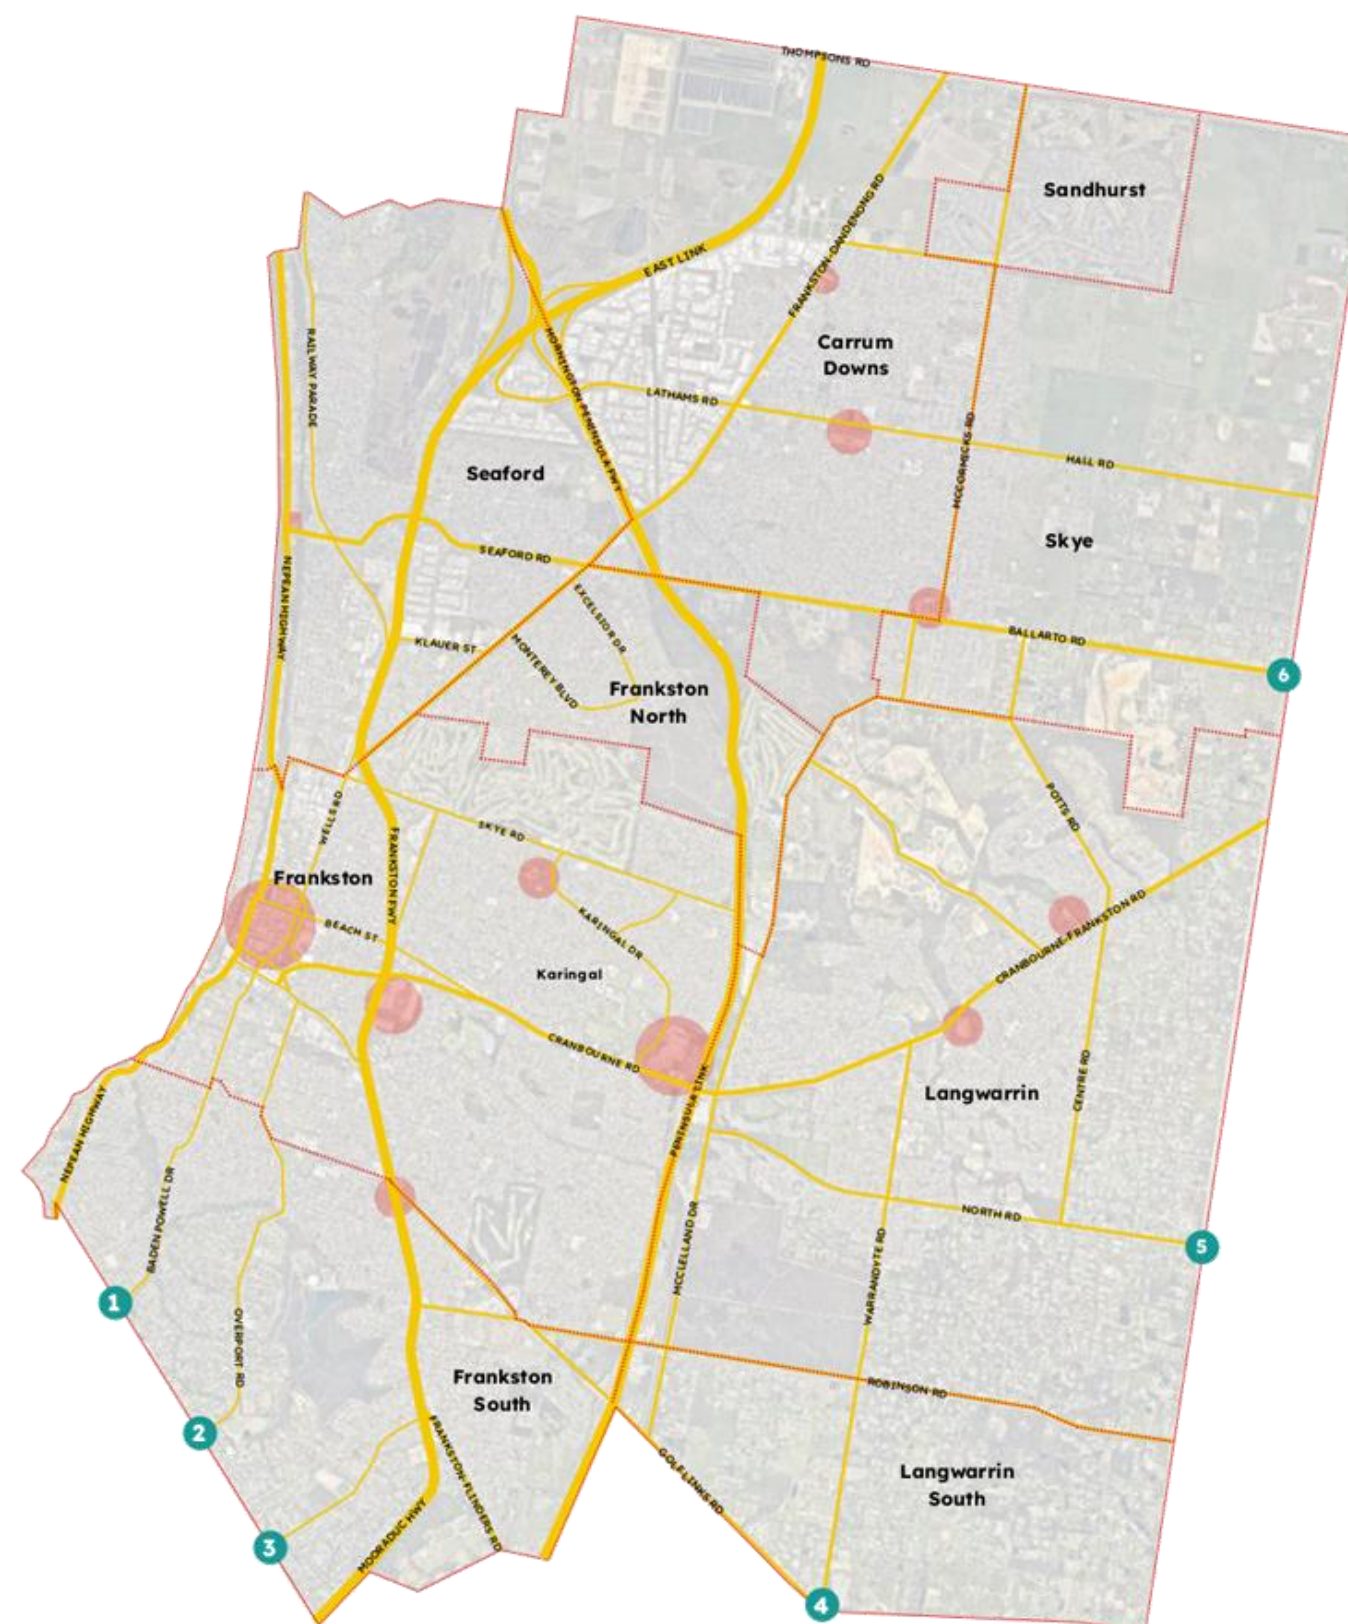 THOMPSONS RD
Sandhurst
FRANKSTON-DANDENONG RD
EAST LINK
RAILWAY PARADE
MORNINGTON PENINSULA FWY
Carrum
Downs
LATHAMS RD
MCCORMICKS RD
HALL RD
Seaford
Skye
SEAFORD RD
NEPEAN HIGHWAY
EXCELSIOR DR
KLAUER ST
MONTEREY BLVD
BALLARTO RD
6
Frankston
North
WELLS RD
SKYE RD
POTTS RD
FRANKSTON FWY
Frankston
BEACH ST
KARINGAL DR
CRANBOURNE-FRANKSTON RD
Karingal
CRANBOURNE RD
Langwarrin
CENTRE RD
NEPEAN HIGHWAY
PENINSULA LINK
BADEN POWELL DR
MCCLELLAND DR
NORTH RD
5
WARRANDYTE RD
1
OVERPORT RD
Frankston
South
ROBINSON RD
2
FRANKSTON-FLINDERS RD
GOLF LINKS RD
Langwarrin
South
3
MOORADUC HWY
4